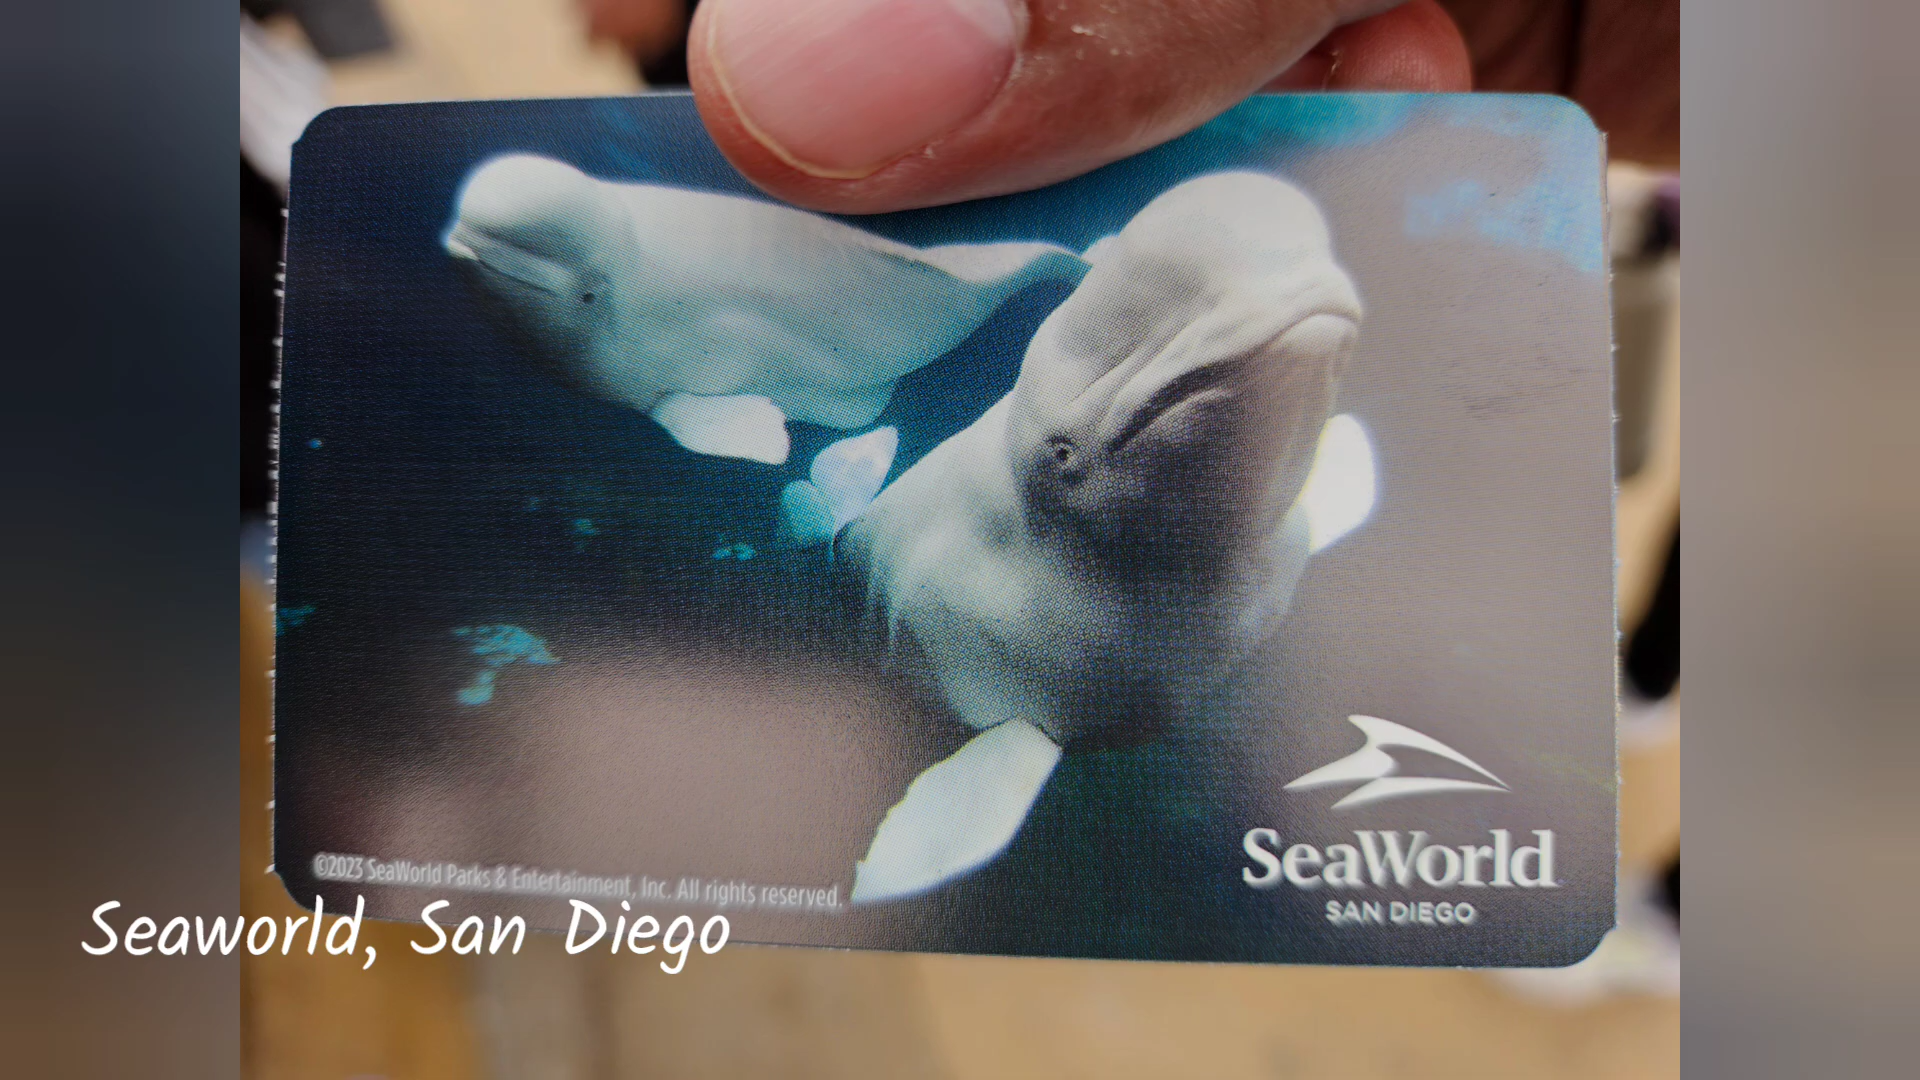 SeaWorld
SAN DIEGO
©2023 SeaWorld Parks & Entertainment, Inc. All rights reserved.
Seaworld, San Diego